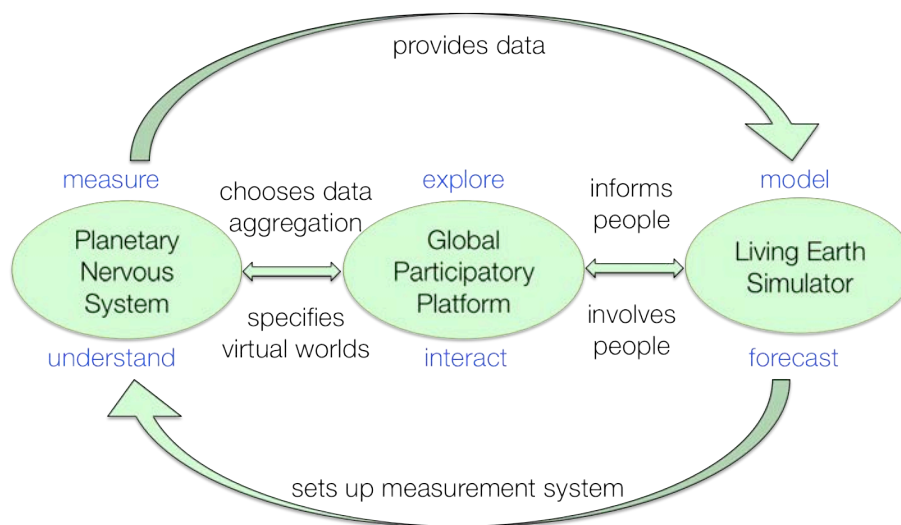 provides data
measure
chooses data
aggregation
explore
informs
people
model
Planetary
Nervous
System
Global
Participatory
Platform
Living Earth
Simulator
specifies
virtual worlds
involves
people
understand
interact
forecast
sets up measurement system